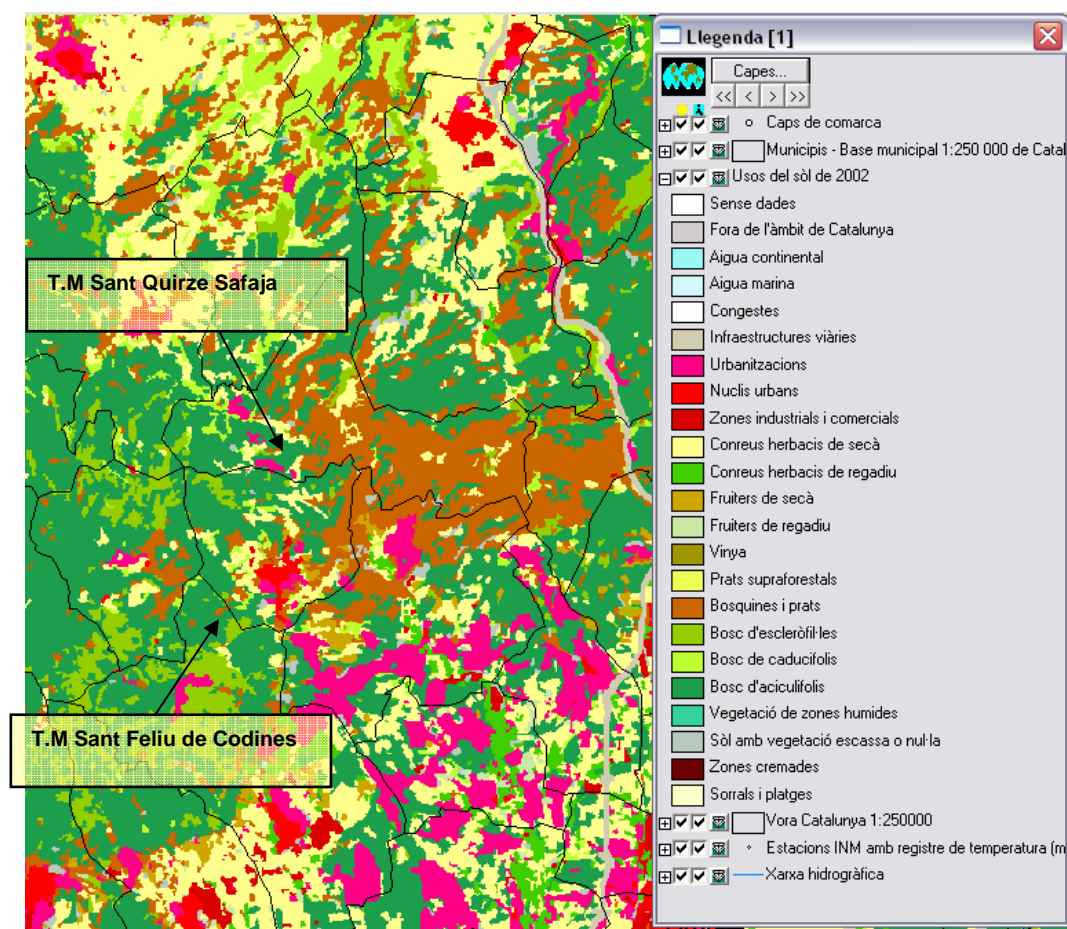 Llegenda [1]
Capes...
<< < > >>
Caps de comarca
Municipis - Base municipal 1:250 000 de Catal
Usos del sòl de 2002
Sense dades
Fora de l'àmbit de Catalunya
Aigua continental
Aigua marina
Congestes
Infraestructures viàries
Urbanitzacions
Nuclis urbans
Zones industrials i comercials
Conreus herbacis de secà
Conreus herbacis de regadiu
Fruiters de secà
Fruiters de regadiu
Vinya
Prats supraforestals
Bosquines i prats
Bosc d'escleròfil·les
Bosc de caducifolis
Bosc d'aciculifolis
Vegetació de zones humides
Sòl amb vegetació escassa o nul·la
Zones cremades
Sorrals i platges
Vora Catalunya 1:250000
Estacions INM amb registre de temperatura (m
Xarxa hidrogràfica
T.M Sant Quirze Safaja
T.M Sant Feliu de Codines